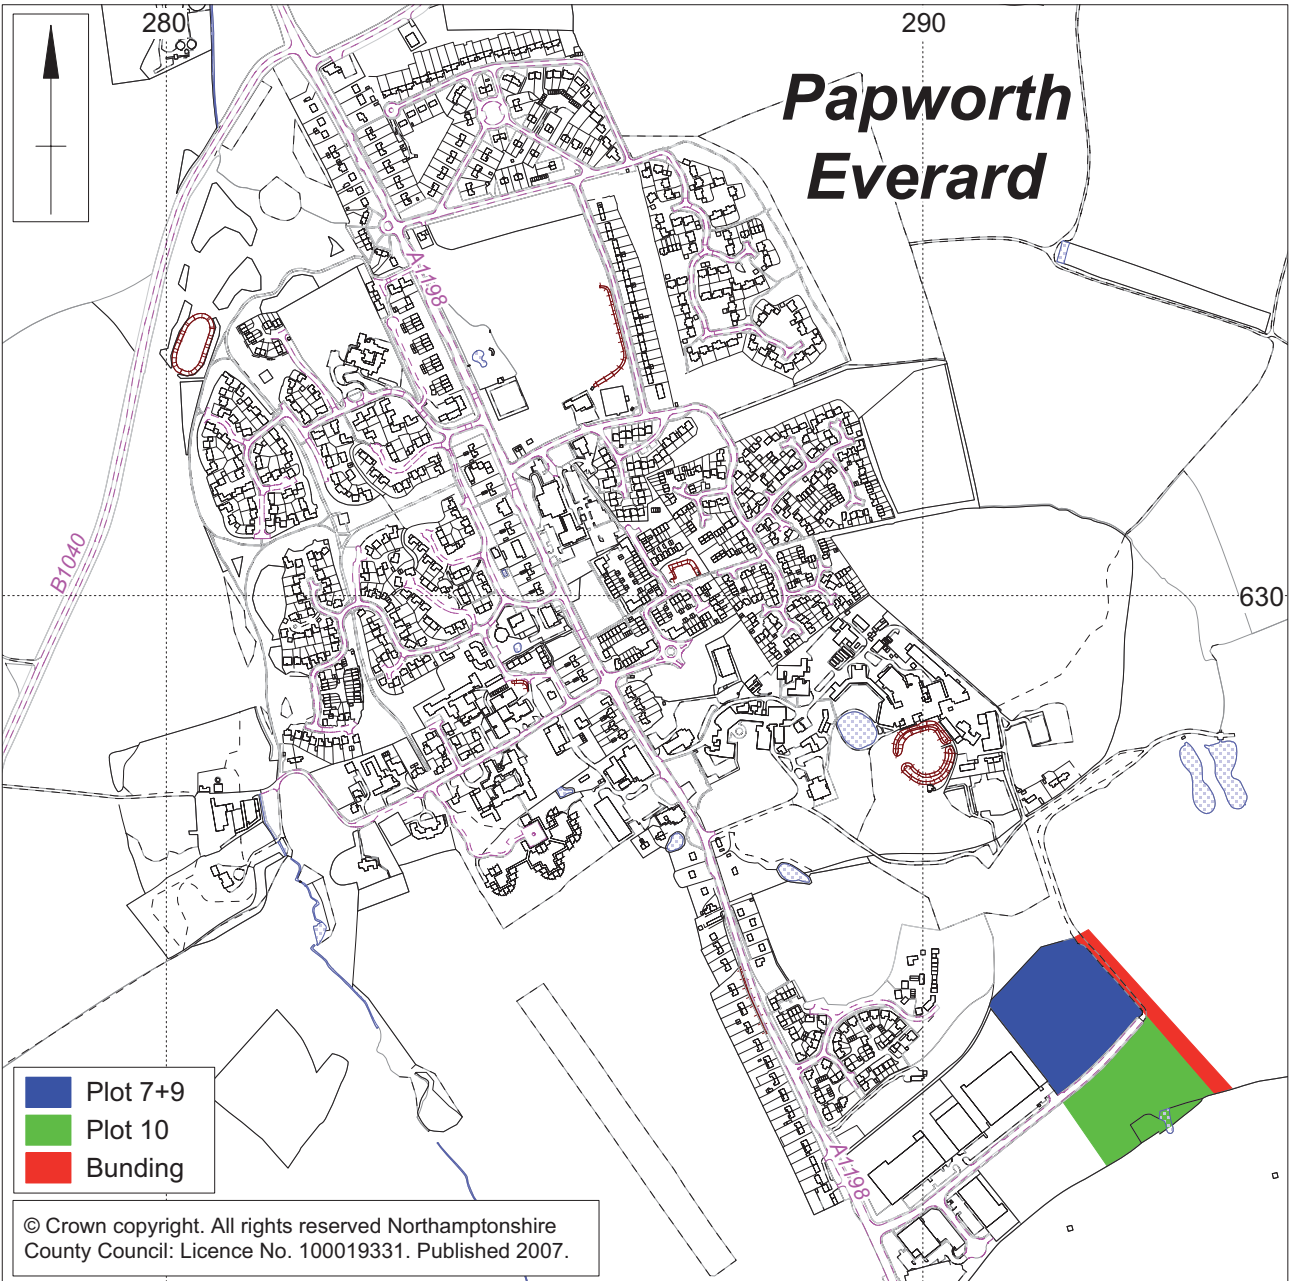 280
290
Papworth
Everard
A1198
B1040
630
A1198
Plot 7+9
Plot 10
Bunding
© Crown copyright. All rights reserved Northamptonshire
County Council: Licence No. 100019331. Published 2007.